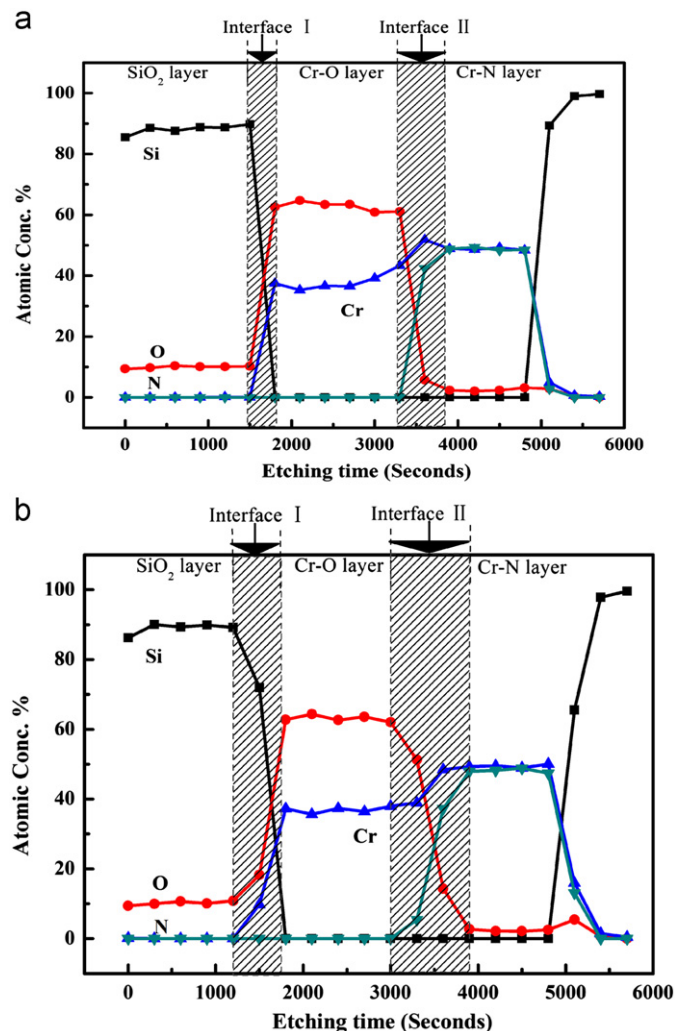 a
Interface I
Interface II
SiO2 layer
Cr-O layer
Cr-N layer
100
80
60
40
20
0
Si
O
N
Cr
Atomic Conc. %
0 1000 2000 3000 4000 5000 6000
Etching time (Seconds)
b
Interface I
Interface II
SiO2 layer
Cr-O layer
Cr-N layer
100
80
60
40
20
0
Si
O
N
Cr
Atomic Conc. %
0 1000 2000 3000 4000 5000 6000
Etching time (Seconds)